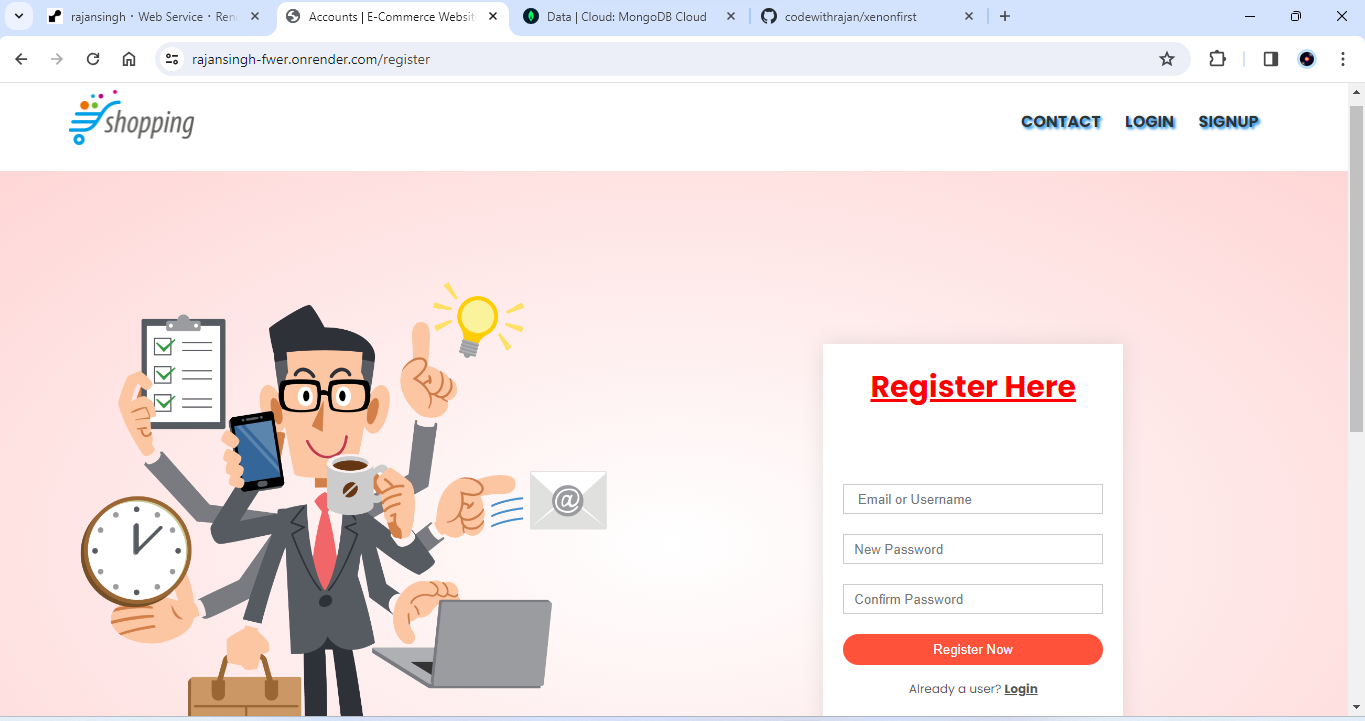 rajansingh · Web Service · Ren
Accounts | E-Commerce Websit
Data | Cloud: MongoDB Cloud
codewithrajan/xenonfirst
rajansingh-fwer.onrender.com/register
shopping
CONTACT LOGIN SIGNUP
Register Here
@
Email or Username
New Password
Confirm Password
Register Now
Already a user? Login